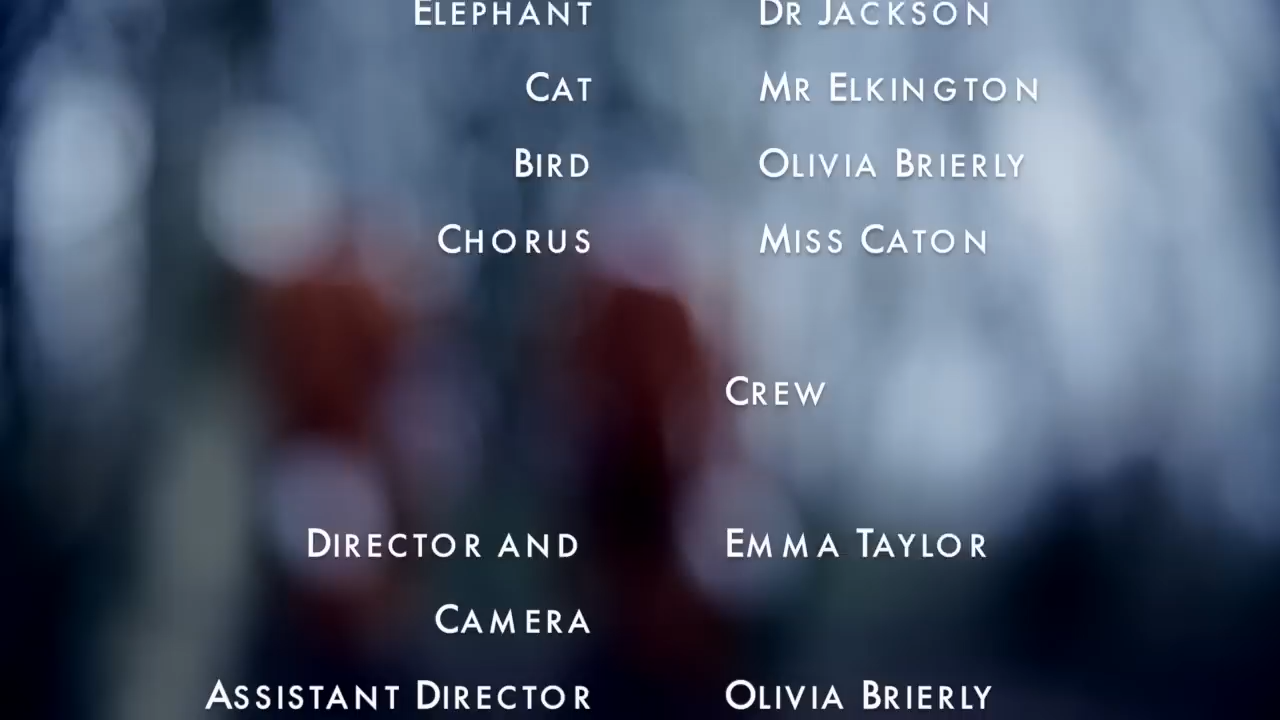 Elephant Dr Jackson
Cat Mr Elkington
Bird Olivia Brierly
Chorus Miss Caton
Crew
Director and Emma Taylor
Camera
Assistant Director Olivia Brierly